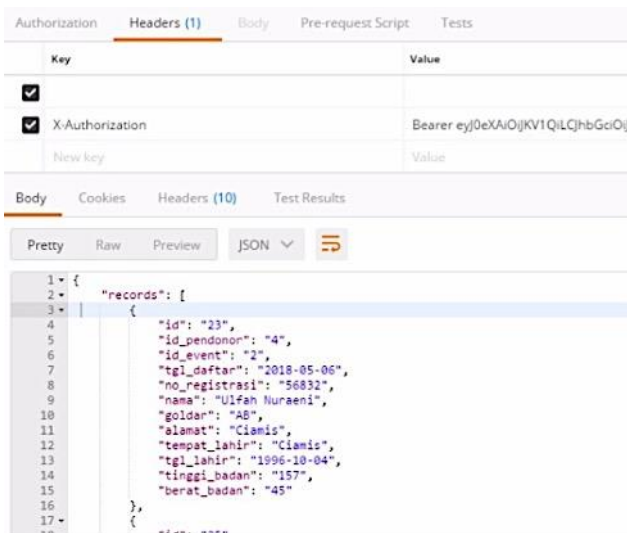 Authorization Headers (1) Body Pre-request Script Tests
Key Value
X-Authorization Bearer eyJ0eXAiOiJKV1QiLCJhbGciOiJ
New key Value
Body Cookies Headers (10) Test Results
Pretty Raw Preview JSON
1 {
2 "records": [
3 {
4 "id": "23",
5 "id_pendonor": "4",
6 "id_event": "2",
7 "tgl_daftar": "2018-05-06",
8 "no_registrasi": "56832",
9 "nama": "Ulfah Nuraeni",
10 "goldar": "AB",
11 "alamat": "Ciamis",
12 "tempat_lahir": "Ciamis",
13 "tgl_lahir": "1996-10-04",
14 "tinggi_badan": "157",
15 "berat_badan": "45"
16 },
17 {